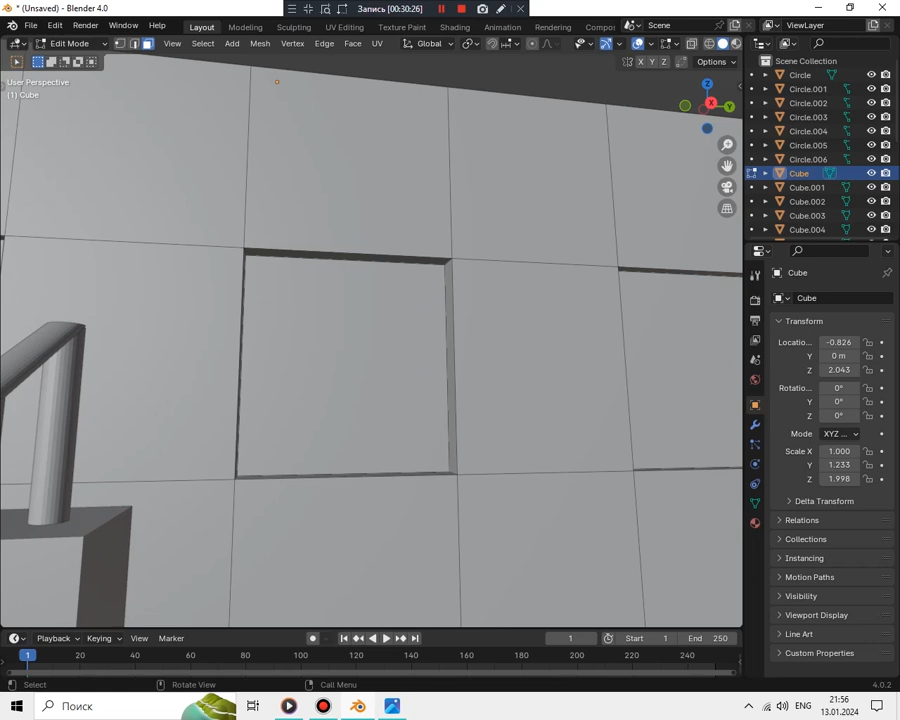 * (Unsaved) - Blender 4.0
Запись [00:30:26]
File Edit Render Window Help Layout Modeling Sculpting UV Editing Texture Paint Shading Animation Rendering Compo Scene ViewLayer
Edit Mode View Select Add Mesh Vertex Edge Face UV Global
X Y Z Options
User Perspective
(1) Cube
Z
X
Y
Scene Collection
Circle
Circle.001
Circle.002
Circle.003
Circle.004
Circle.005
Circle.006
Cube
Cube.001
Cube.002
Cube.003
Cube.004
Cube
Cube
Transform
Locatio... -0.826
Y 0 m
Z 2.043
Rotatio... 0°
Y 0°
Z 0°
Mode XYZ ...
Scale X 1.000
Y 1.233
Z 1.998
Delta Transform
Relations
Collections
Instancing
Motion Paths
Visibility
Viewport Display
Line Art
Custom Properties
Playback Keying View Marker 1 Start 1 End 250
1 20 40 60 80 100 120 140 160 180 200 220 240
Select Rotate View Call Menu 4.0.2
Поиск ENG 21:56
13.01.2024